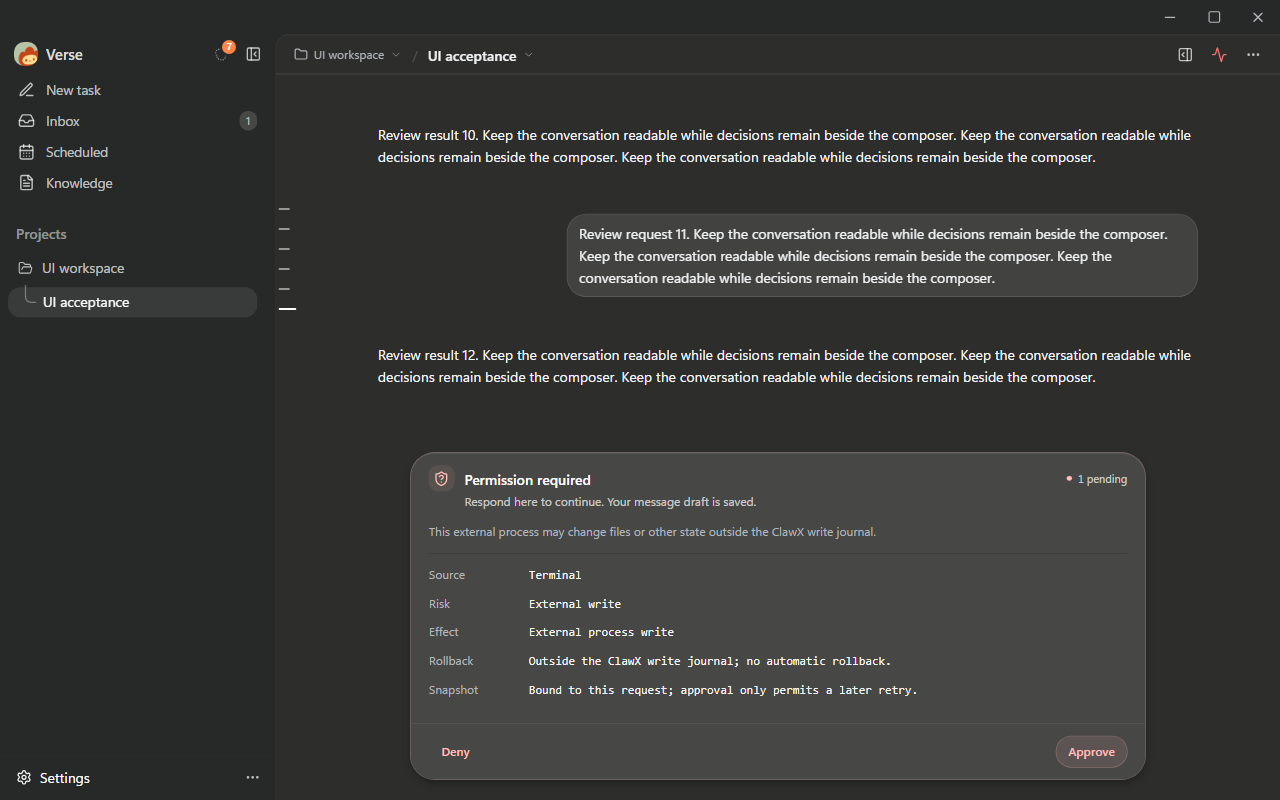 Verse
7
New task
Inbox
1
Scheduled
Knowledge
Projects
UI workspace
UI acceptance
Settings
UI workspace / UI acceptance
Review result 10. Keep the conversation readable while decisions remain beside the composer. Keep the conversation readable while
decisions remain beside the composer. Keep the conversation readable while decisions remain beside the composer.
Review request 11. Keep the conversation readable while decisions remain beside the composer.
Keep the conversation readable while decisions remain beside the composer. Keep the
conversation readable while decisions remain beside the composer.
Review result 12. Keep the conversation readable while decisions remain beside the composer. Keep the conversation readable while
decisions remain beside the composer. Keep the conversation readable while decisions remain beside the composer.
Permission required
1 pending
Respond here to continue. Your message draft is saved.
This external process may change files or other state outside the ClawX write journal.
Source Terminal
Risk External write
Effect External process write
Rollback Outside the ClawX write journal; no automatic rollback.
Snapshot Bound to this request; approval only permits a later retry.
Deny
Approve